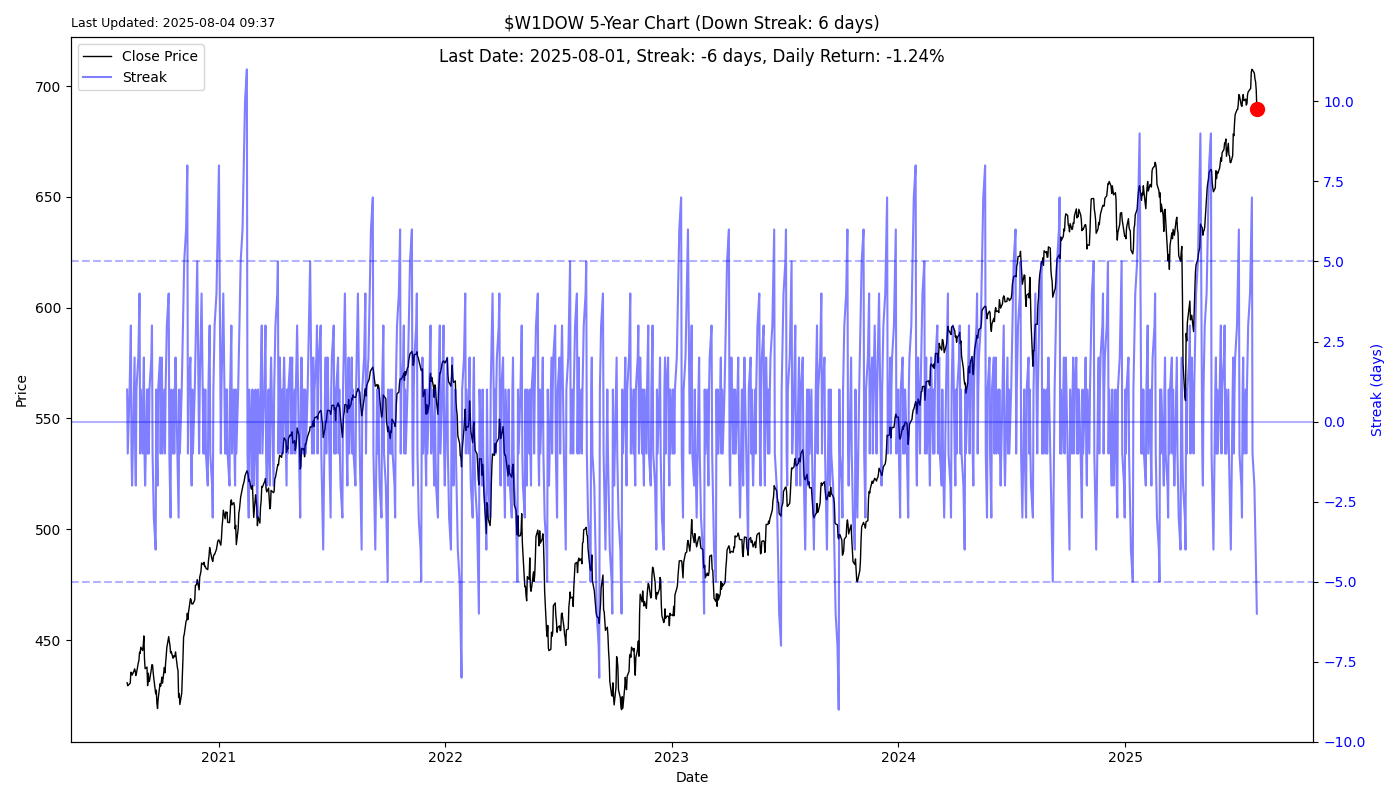 Last Updated: 2025-08-04 09:37
$W1DOW 5-Year Chart (Down Streak: 6 days)
Last Date: 2025-08-01, Streak: -6 days, Daily Return: -1.24%
Close Price
Streak
700
650
600
550
500
450
Price
10.0
7.5
5.0
2.5
0.0
−2.5
−5.0
−7.5
−10.0
Streak (days)
2021
2022
2023
2024
2025
Date